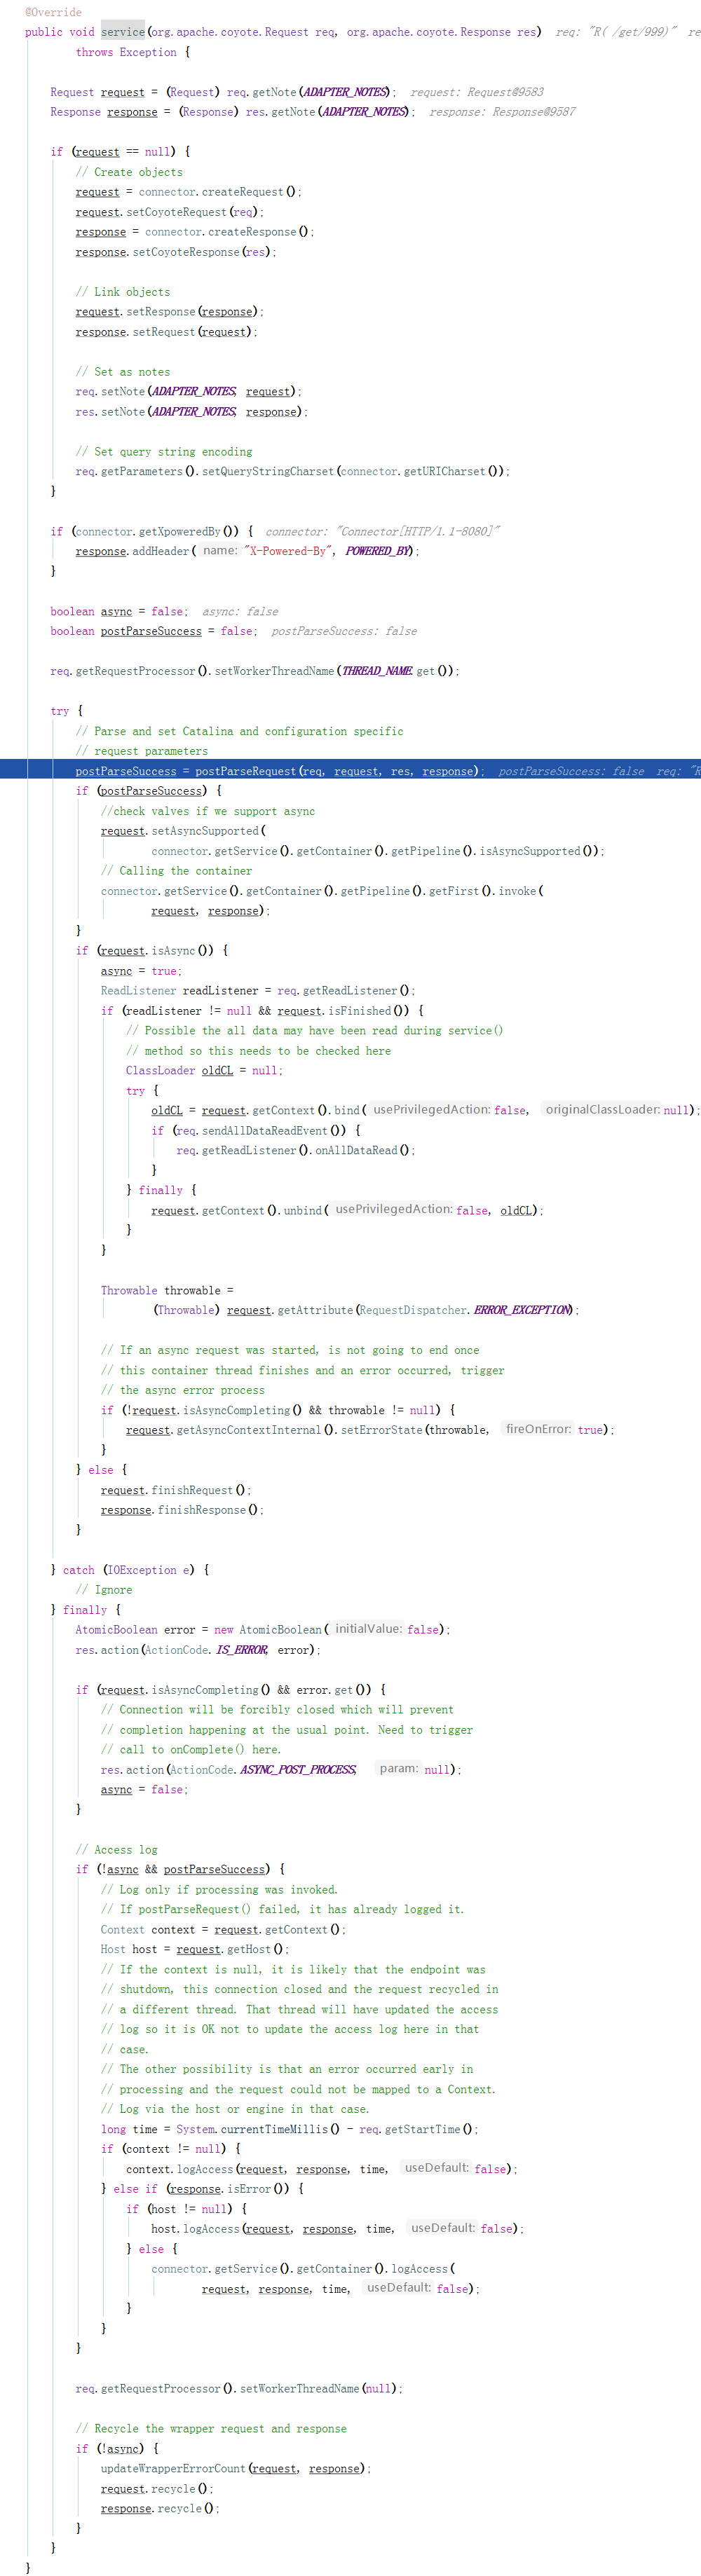 @Override
public void service(org.apache.coyote.Request req, org.apache.coyote.Response res)  req: "R( /get/999)"  re
        throws Exception {

    Request request = (Request) req.getNote(ADAPTER_NOTES);  request: Request@9583
    Response response = (Response) res.getNote(ADAPTER_NOTES);  response: Response@9587

    if (request == null) {
        // Create objects
        request = connector.createRequest();
        request.setCoyoteRequest(req);
        response = connector.createResponse();
        response.setCoyoteResponse(res);

        // Link objects
        request.setResponse(response);
        response.setRequest(request);

        // Set as notes
        req.setNote(ADAPTER_NOTES, request);
        res.setNote(ADAPTER_NOTES, response);

        // Set query string encoding
        req.getParameters().setQueryStringCharset(connector.getURICharset());
    }

    if (connector.getXpoweredBy()) {  connector: "Connector[HTTP/1.1-8080]"
        response.addHeader( name: "X-Powered-By", POWERED_BY);
    }

    boolean async = false;  async: false
    boolean postParseSuccess = false;  postParseSuccess: false

    req.getRequestProcessor().setWorkerThreadName(THREAD_NAME.get());

    try {
        // Parse and set Catalina and configuration specific
        // request parameters
        postParseSuccess = postParseRequest(req, request, res, response);  postParseSuccess: false  req: "R
        if (postParseSuccess) {
            //check valves if we support async
            request.setAsyncSupported(
                    connector.getService().getContainer().getPipeline().isAsyncSupported());
            // Calling the container
            connector.getService().getContainer().getPipeline().getFirst().invoke(
                    request, response);
        }
        if (request.isAsync()) {
            async = true;
            ReadListener readListener = req.getReadListener();
            if (readListener != null && request.isFinished()) {
                // Possible the all data may have been read during service()
                // method so this needs to be checked here
                ClassLoader oldCL = null;
                try {
                    oldCL = request.getContext().bind( usePrivilegedAction: false,  originalClassLoader: null);
                    if (req.sendAllDataReadEvent()) {
                        req.getReadListener().onAllDataRead();
                    }
                } finally {
                    request.getContext().unbind( usePrivilegedAction: false, oldCL);
                }
            }

            Throwable throwable =
                    (Throwable) request.getAttribute(RequestDispatcher.ERROR_EXCEPTION);

            // If an async request was started, is not going to end once
            // this container thread finishes and an error occurred, trigger
            // the async error process
            if (!request.isAsyncCompleting() && throwable != null) {
                request.getAsyncContextInternal().setErrorState(throwable,  fireOnError: true);
            }
        } else {
            request.finishRequest();
            response.finishResponse();
        }

    } catch (IOException e) {
        // Ignore
    } finally {
        AtomicBoolean error = new AtomicBoolean( initialValue: false);
        res.action(ActionCode.IS_ERROR, error);

        if (request.isAsyncCompleting() && error.get()) {
            // Connection will be forcibly closed which will prevent
            // completion happening at the usual point. Need to trigger
            // call to onComplete() here.
            res.action(ActionCode.ASYNC_POST_PROCESS,  param: null);
            async = false;
        }

        // Access log
        if (!async && postParseSuccess) {
            // Log only if processing was invoked.
            // If postParseRequest() failed, it has already logged it.
            Context context = request.getContext();
            Host host = request.getHost();
            // If the context is null, it is likely that the endpoint was
            // shutdown, this connection closed and the request recycled in
            // a different thread. That thread will have updated the access
            // log so it is OK not to update the access log here in that
            // case.
            // The other possibility is that an error occurred early in
            // processing and the request could not be mapped to a Context.
            // Log via the host or engine in that case.
            long time = System.currentTimeMillis() - req.getStartTime();
            if (context != null) {
                context.logAccess(request, response, time,  useDefault: false);
            } else if (response.isError()) {
                if (host != null) {
                    host.logAccess(request, response, time,  useDefault: false);
                } else {
                    connector.getService().getContainer().logAccess(
                            request, response, time,  useDefault: false);
                }
            }
        }

        req.getRequestProcessor().setWorkerThreadName(null);

        // Recycle the wrapper request and response
        if (!async) {
            updateWrapperErrorCount(request, response);
            request.recycle();
            response.recycle();
        }
    }
}